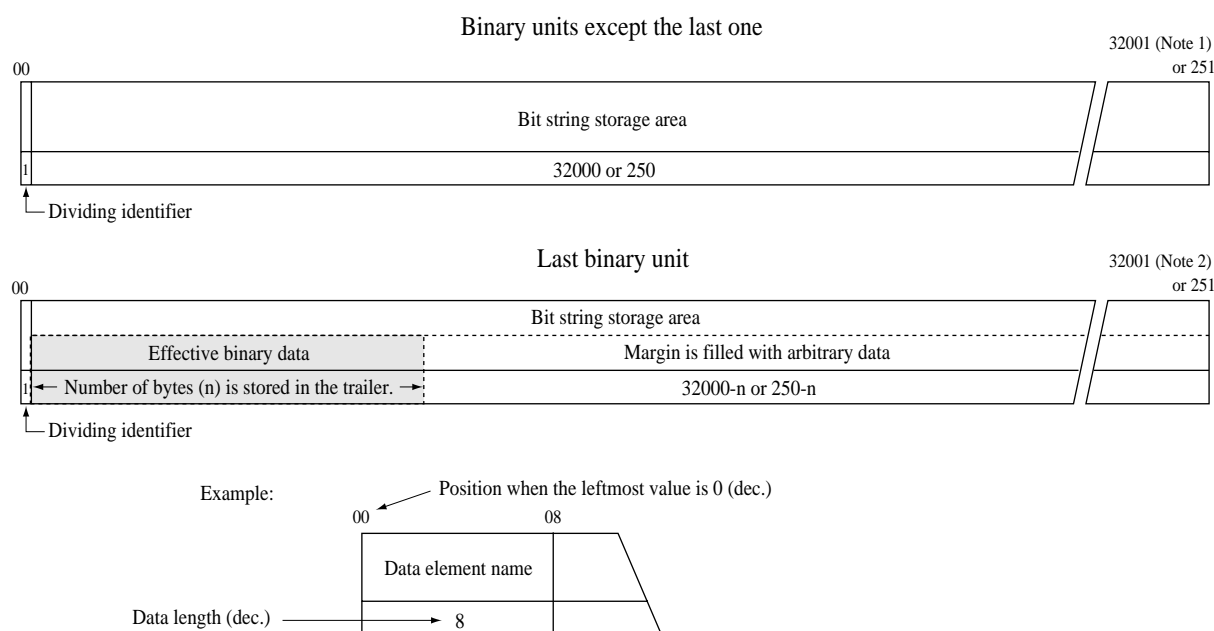 Binary units except the last one
32001 (Note 1)
or 251
00
Bit string storage area
1
32000 or 250
Dividing identifier
Last binary unit
32001 (Note 2)
or 251
00
Bit string storage area
Effective binary data
Margin is filled with arbitrary data
1
Number of bytes (n) is stored in the trailer.
32000-n or 250-n
Dividing identifier
Example:
Position when the leftmost value is 0 (dec.)
00
08
Data element name
Data length (dec.)
8